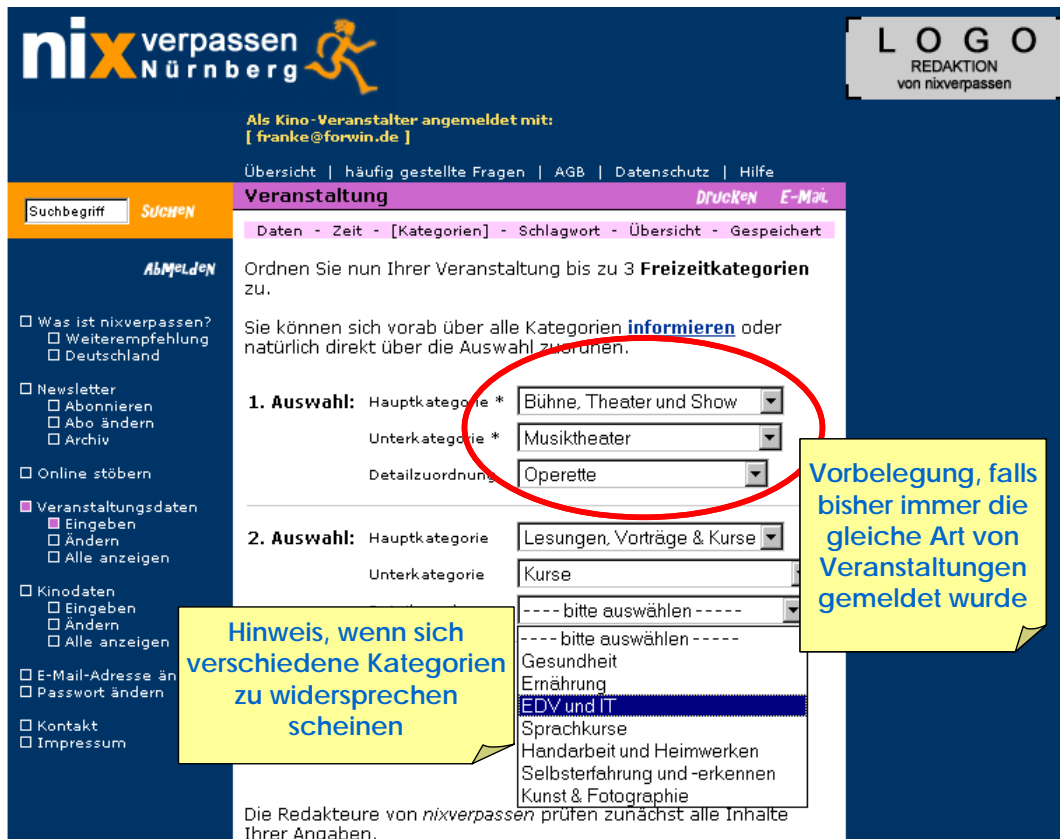 nix verpassen
Nürnberg
LOGO
REDAKTION
von nixverpassen
Als Kino-Veranstalter angemeldet mit:
[ franke@forwin.de ]
Übersicht | häufig gestellte Fragen | AGB | Datenschutz | Hilfe
Suchbegriff SUCHEN
Veranstaltung Drucken E-Mail
Daten - Zeit - [Kategorien] - Schlagwort - Übersicht - Gespeichert
Abmelden
Was ist nixverpassen?
Weiterempfehlung
Deutschland
Newsletter
Abonnieren
Abo ändern
Archiv
Online stöbern
Veranstaltungsdaten
Eingeben
Ändern
Alle anzeigen
Kinodaten
Eingeben
Ändern
Alle anzeigen
E-Mail-Adresse än
Passwort ändern
Kontakt
Impressum
Ordnen Sie nun Ihrer Veranstaltung bis zu 3 Freizeitkategorien
zu.
Sie können sich vorab über alle Kategorien informieren oder
natürlich direkt über die Auswahl zuordnen.
1. Auswahl: Hauptkategorie * Bühne, Theater und Show
Unterkategorie * Musiktheater
Detailzuordnung Operette
2. Auswahl: Hauptkategorie Lesungen, Vorträge & Kurse
Unterkategorie Kurse
---- bitte auswählen -----
---- bitte auswählen -----
Gesundheit
Ernährung
EDV und IT
Sprachkurse
Handarbeit und Heimwerken
Selbsterfahrung und -erkennen
Kunst & Fotographie
Vorbelegung, falls
bisher immer die
gleiche Art von
Veranstaltungen
gemeldet wurde
Hinweis, wenn sich
verschiedene Kategorien
zu widersprechen
scheinen
Die Redakteure von nixverpassen prüfen zunächst alle Inhalte
Ihrer Angaben.